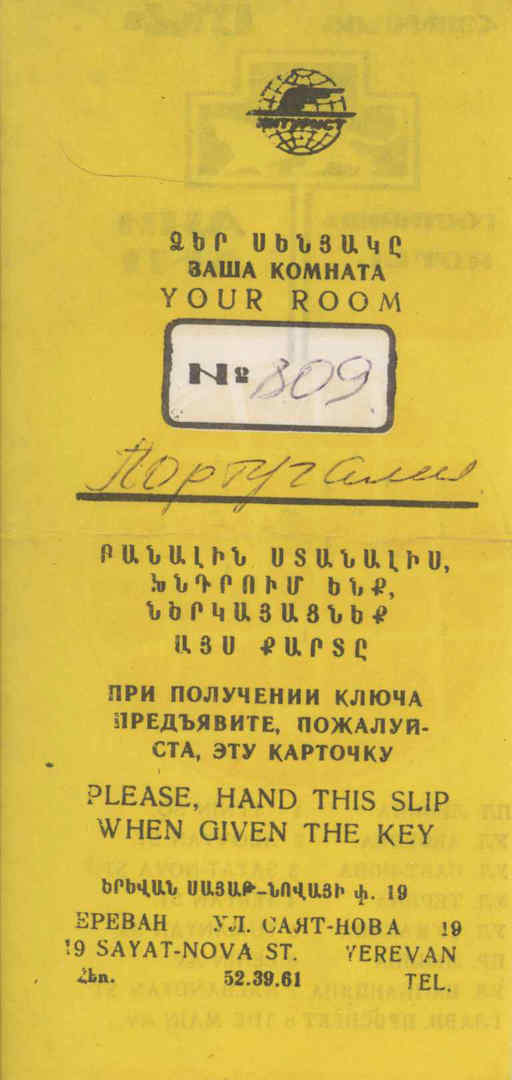 ИНТУРИСТ
ՁԵՐ ՍԵՆՅԱԿԸ
ВАША КОМНАТА
YOUR ROOM
№ 809
Португалия
ԲԱՆԱԼԻՆ ՍՏԱՆԱԼԻՍ,
ԽՆԴՐՈՒՄ ԵՆՔ,
ՆԵՐԿԱՅԱՑՆԵՔ
ԱՅՍ ՔԱՐՏԸ
ПРИ ПОЛУЧЕНИИ КЛЮЧА
ПРЕДЪЯВИТЕ, ПОЖАЛУЙ-
СТА, ЭТУ КАРТОЧКУ
PLEASE, HAND THIS SLIP
WHEN GIVEN THE KEY
ԵՐԵՎԱՆ ՍԱՅԱԹ-ՆՈՎԱՅԻ փ. 19
ЕРЕВАН УЛ. САЯТ-НОВА 19
19 SAYAT-NOVA ST. YEREVAN
Հեռ. 52.39.61 TEL.